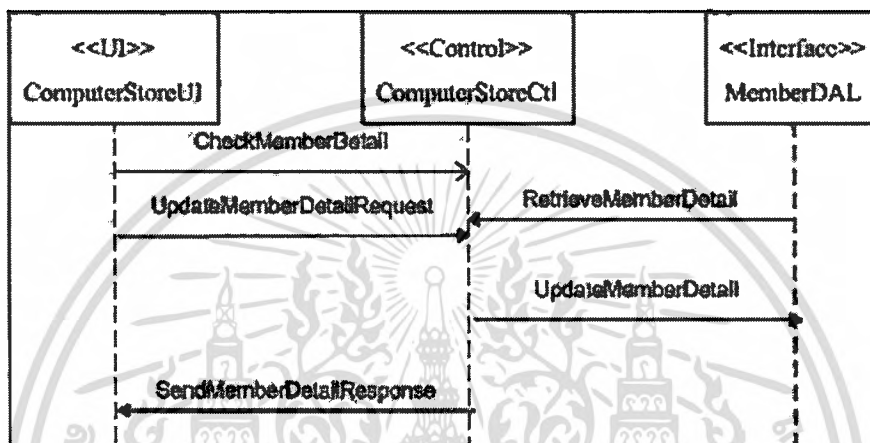 <<UI>>
ComputerStoreUI
<<Control>>
ComputerStoreCtl
<<Interface>>
MemberDAL
CheckMemberDetail
UpdateMemberDetailRequest
RetrieveMemberDetail
UpdateMemberDetail
SendMemberDetailResponse